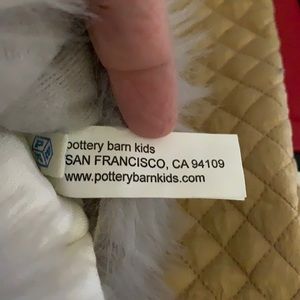 pottery barn kids
SAN FRANCISCO, CA 94109
www.potterybarnkids.com